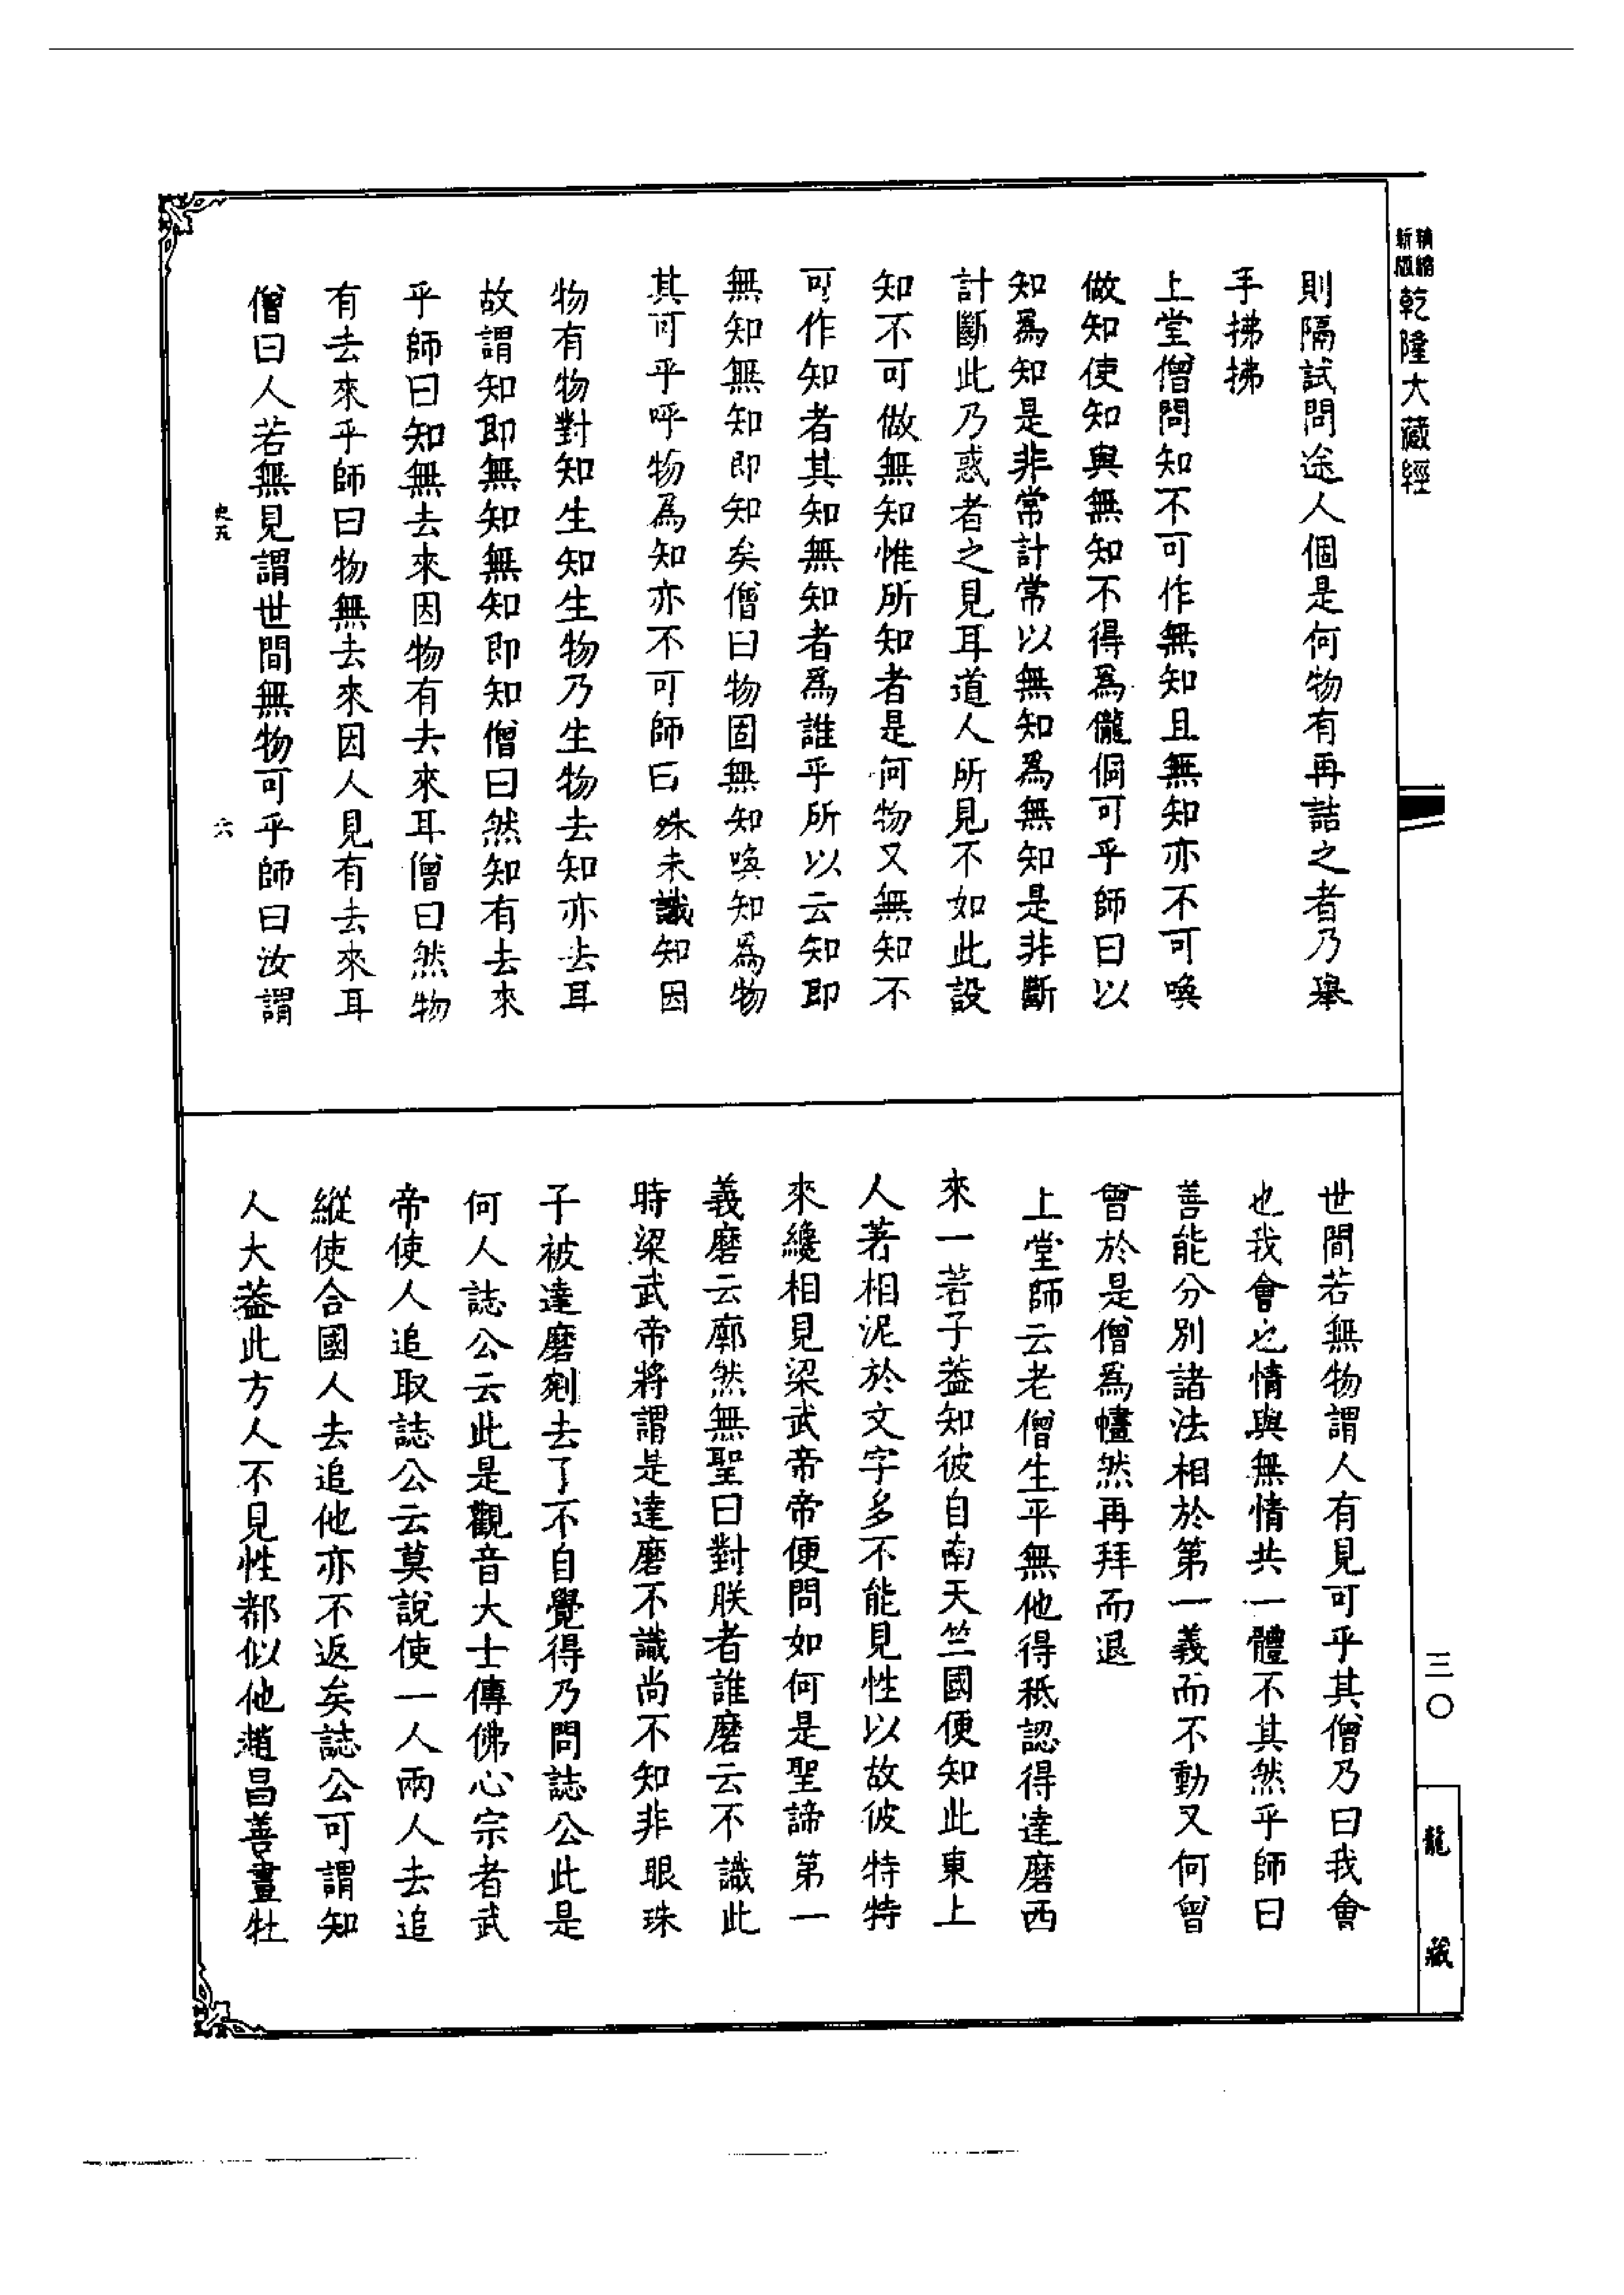 新版精縮乾隆大藏經
則隔試問途人個是何物有再詰之者乃舉
手拂拂
上堂僧問知不可作無知且無知亦不可喚
做知使知與無知不得爲儱侗可乎師曰以
知爲知是非常計常以無知爲無知是非斷
計斷此乃惑者之見耳道人所見不如此設
知不可做無知惟所知者是何物又無知不
可作知者其知無知者爲誰乎所以云知即
無知無知即知矣僧曰物固無知喚知爲物
其可乎呼物爲知亦不可師曰殊未識知因
物有物對知生知生物乃生物去知亦去耳
故謂知即無知無知即知僧曰然知有去來
乎師曰知無去來因物有去來耳僧曰然物
有去來乎師曰物無去來因人見有去來耳
僧曰人若無見謂世間無物可乎師曰汝謂
史五
六
世間若無物謂人有見可乎其僧乃曰我會
也我會也情與無情共一體不其然乎師曰
善能分別諸法相於第一義而不動又何曾
會於是僧爲㦬然再拜而退
上堂師云老僧生平無他得秖認得達磨西
來一若子葢知彼自南天竺國便知此東上
人著相泥於文字多不能見性以故彼特特
來纔相見梁武帝帝便問如何是聖諦第一
義磨云廓然無聖曰對朕者誰磨云不識此
時梁武帝將謂是達磨不識尚不知非眼珠
子被達磨剜去了不自覺得乃問誌公此是
何人誌公云此是觀音大士傳佛心宗者武
帝使人追取誌公云莫說使一人兩人去追
縱使合國人去追他亦不返矣誌公可謂知
人大葢此方人不見性都似他趙昌善畫牡
三〇
龍藏